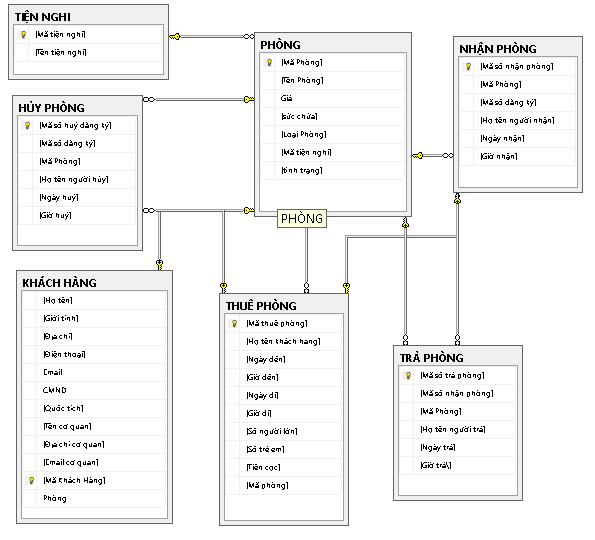 TIỆN NGHI
[Mã tiện nghi]
[Tên tiện nghi]
PHÒNG
[Mã Phòng]
[Tên Phòng]
Giá
[sức chứa]
[Loại Phòng]
[Mã tiện nghi]
[tình trạng]
PHÒNG
NHẬN PHÒNG
[Mã số nhận phòng]
[Mã Phòng]
[Mã số đăng ký]
[Họ tên người nhận]
[Ngày nhận]
[Giờ nhận]
HỦY PHÒNG
[Mã số huỷ đăng ký]
[Mã số đăng ký]
[Mã Phòng]
[Họ tên người hủy]
[Ngày huỷ]
[Giờ huỷ]
KHÁCH HÀNG
[Họ tên]
[Giới tính]
[Địa chỉ]
[Điện thoại]
Email
CMND
[Quốc tịch]
[Tên cơ quan]
[Địa chỉ cơ quan]
[Email cơ quan]
[Mã Khách Hàng]
Phòng
THUÊ PHÒNG
[Mã thuê phòng]
[Họ tên khách hàng]
[Ngày đến]
[Giờ đến]
[Ngày đi]
[Giờ đi]
[Số người lớn]
[Số trẻ em]
[Tiền cọc]
[Mã phòng]
TRẢ PHÒNG
[Mã số trả phòng]
[Mã số nhận phòng]
[Mã Phòng]
[Họ tên người trả]
[Ngày trả]
[Giờ trả\]